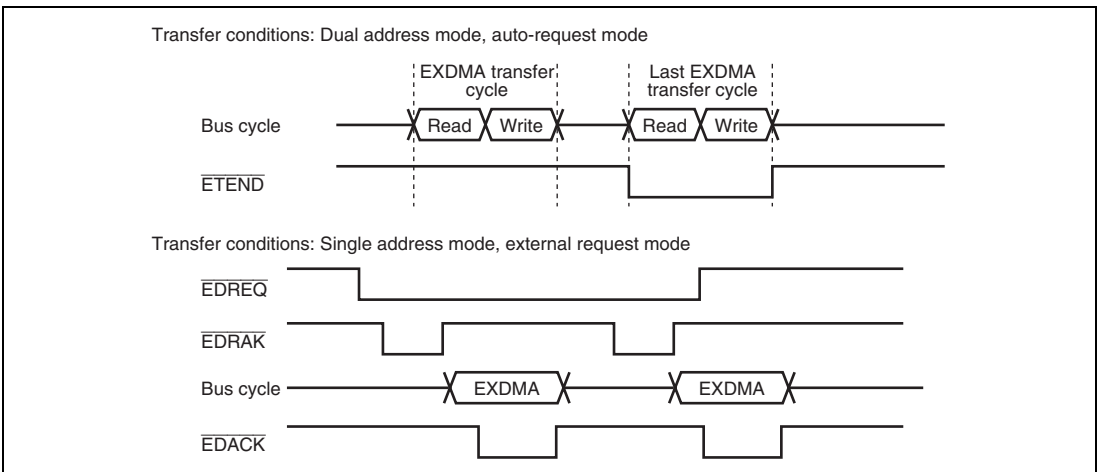 Transfer conditions: Dual address mode, auto-request mode
EXDMA transfer
cycle
Last EXDMA
transfer cycle
Bus cycle
Read
Write
Read
Write
ETEND
Transfer conditions: Single address mode, external request mode
EDREQ
EDRAK
Bus cycle
EXDMA
EXDMA
EDACK